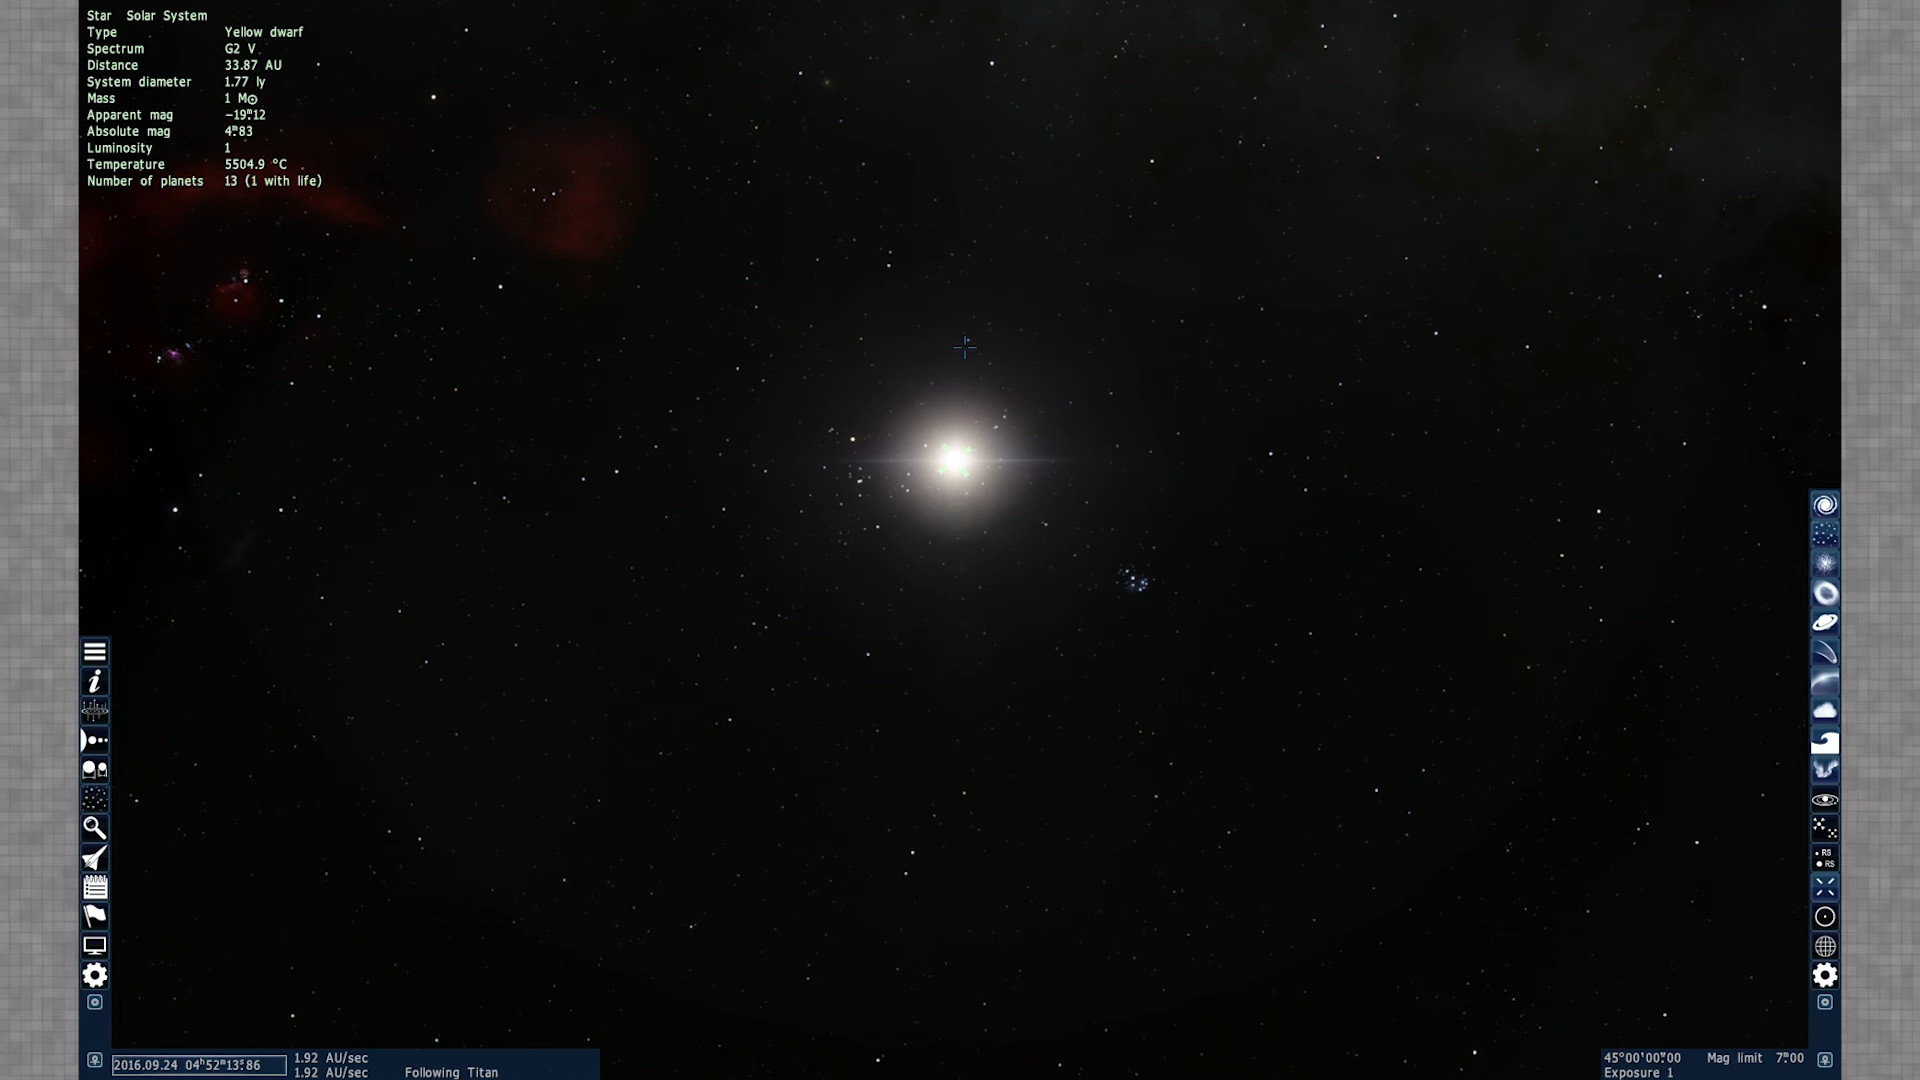 Star Solar System
Type Yellow dwarf
Spectrum G2 V
Distance 33.87 AU
System diameter 1.77 ly
Mass 1 M☉
Apparent mag −19ᵐ12
Absolute mag 4ᵐ83
Luminosity 1
Temperature 5504.9 °C
Number of planets 13 (1 with life)
RS
RS
2016.09.24 04ʰ52ᵐ13ˢ86
1.92 AU/sec
1.92 AU/sec Following Titan
45°00'00"00 Mag limit 7ᵐ00
Exposure 1